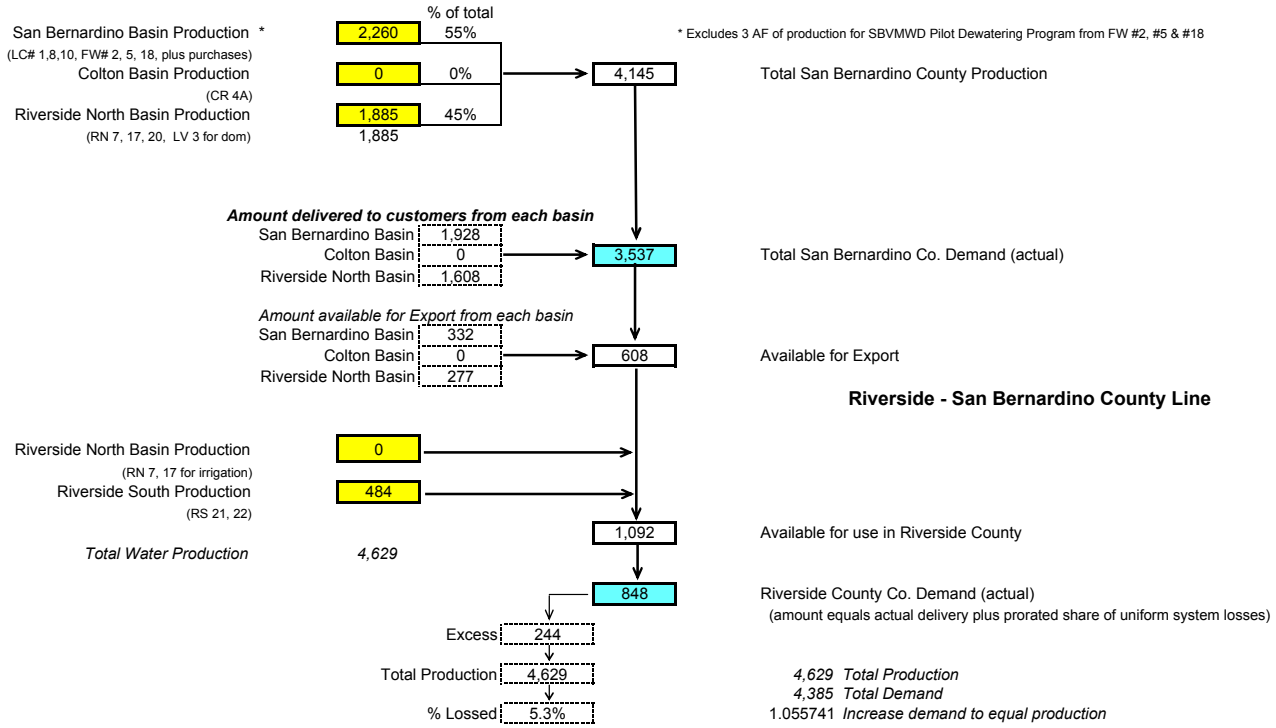 % of total
San Bernardino Basin Production * 2,260 55%
* Excludes 3 AF of production for SBVMWD Pilot Dewatering Program from FW #2, #5 & #18
(LC# 1,8,10, FW# 2, 5, 18, plus purchases)
Colton Basin Production 0 0% 4,145 Total San Bernardino County Production
(CR 4A)
Riverside North Basin Production 1,885 45%
(RN 7, 17, 20, LV 3 for dom) 1,885
Amount delivered to customers from each basin
San Bernardino Basin 1,928
Colton Basin 0 3,537 Total San Bernardino Co. Demand (actual)
Riverside North Basin 1,608
Amount available for Export from each basin
San Bernardino Basin 332
Colton Basin 0 608 Available for Export
Riverside North Basin 277
Riverside - San Bernardino County Line
Riverside North Basin Production 0
(RN 7, 17 for irrigation)
Riverside South Production 484
(RS 21, 22)
1,092 Available for use in Riverside County
Total Water Production 4,629
848 Riverside County Co. Demand (actual)
(amount equals actual delivery plus prorated share of uniform system losses)
Excess 244
Total Production 4,629 4,629 Total Production
4,385 Total Demand
% Lossed 5.3% 1.055741 Increase demand to equal production